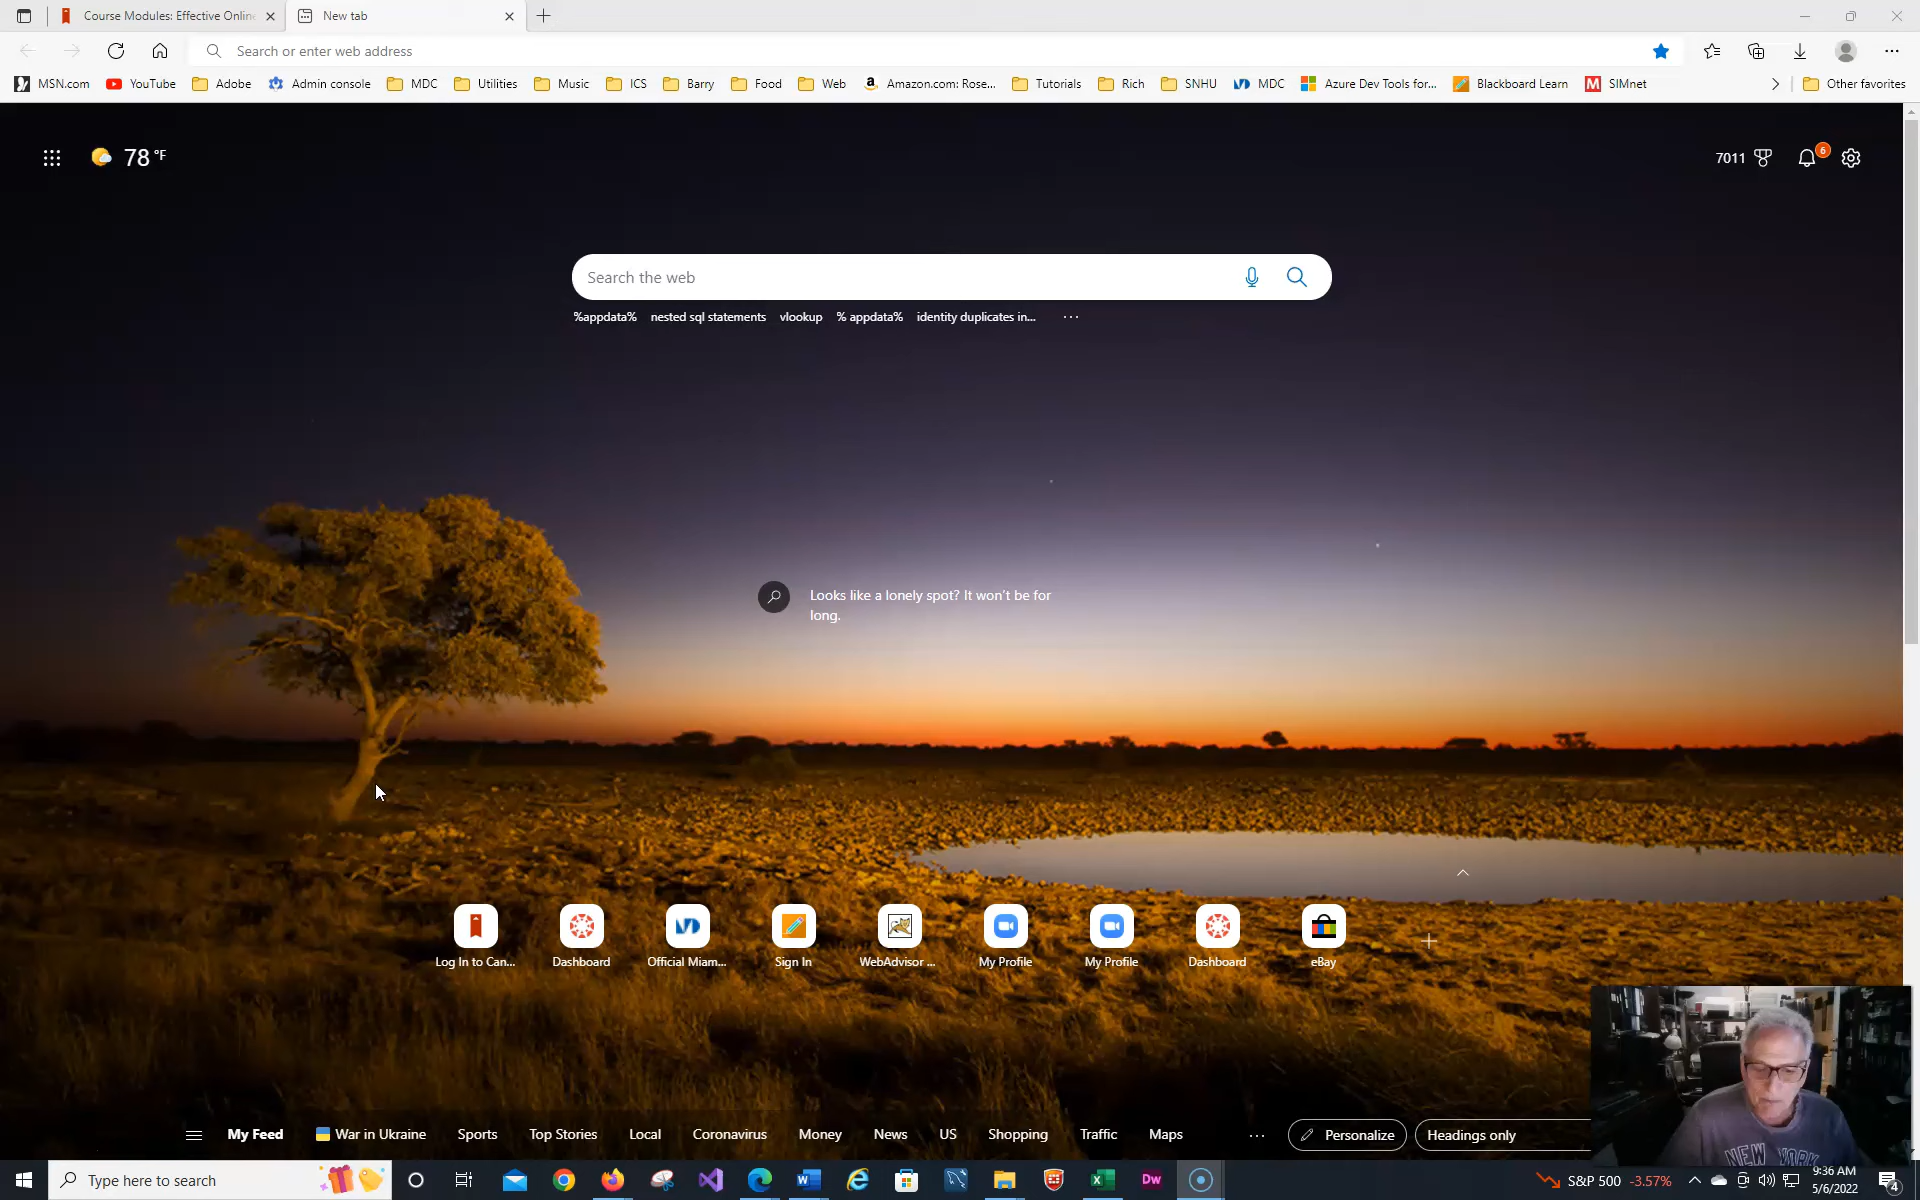 Course Modules: Effective Online
New tab
Search or enter web address
MSN.com YouTube Adobe Admin console MDC Utilities Music ICS Barry Food Web Amazon.com: Rose... Tutorials Rich SNHU MDC Azure Dev Tools for... Blackboard Learn SIMnet Other favorites
78 °F
7011
6
Search the web
%appdata% nested sql statements vlookup % appdata% identity duplicates in... ...
Looks like a lonely spot? It won't be for
long.
Log In to Can... Dashboard Official Miam... Sign In WebAdvisor ... My Profile My Profile Dashboard eBay
My Feed War in Ukraine Sports Top Stories Local Coronavirus Money News US Shopping Traffic Maps ... Personalize Headings only
NEW YORK
Type here to search
Dw
S&P 500 -3.57%
9:36 AM
5/6/2022
4